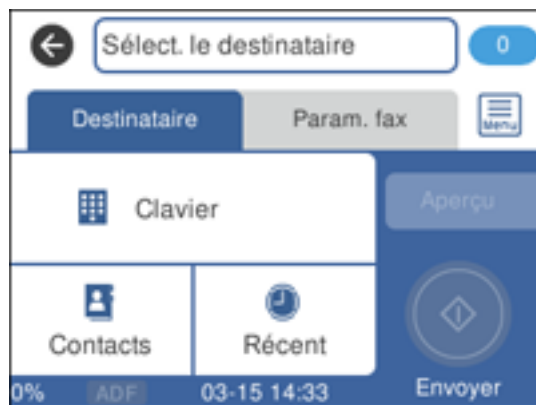 Sélect. le destinataire 0
Destinataire Param. fax Menu
Clavier Aperçu
Contacts Récent
0% ADF 03-15 14:33 Envoyer